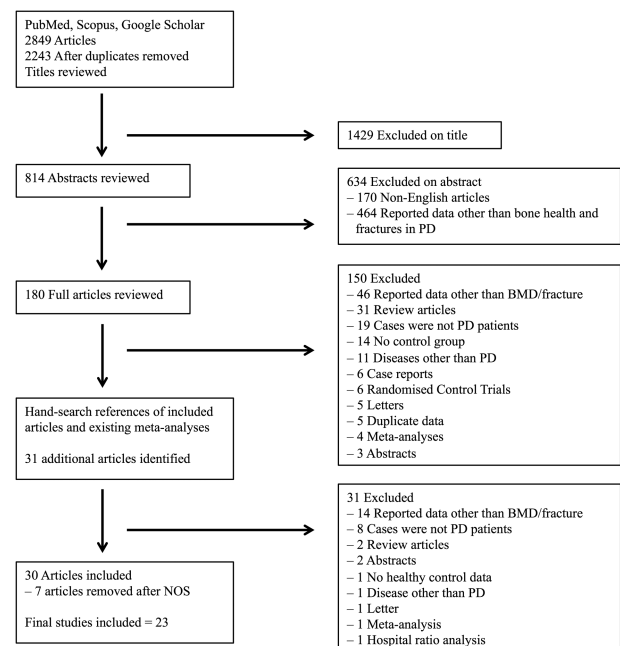 PubMed, Scopus, Google Scholar
2849 Articles
2243 After duplicates removed
Titles reviewed
1429 Excluded on title
814 Abstracts reviewed
634 Excluded on abstract
– 170 Non-English articles
– 464 Reported data other than bone health and
fractures in PD
180 Full articles reviewed
150 Excluded
– 46 Reported data other than BMD/fracture
– 31 Review articles
– 19 Cases were not PD patients
– 14 No control group
– 11 Diseases other than PD
– 6 Case reports
– 6 Randomised Control Trials
– 5 Letters
– 5 Duplicate data
– 4 Meta-analyses
– 3 Abstracts
Hand-search references of included
articles and existing meta-analyses
31 additional articles identified
31 Excluded
– 14 Reported data other than BMD/fracture
– 8 Cases were not PD patients
– 2 Review articles
– 2 Abstracts
– 1 No healthy control data
– 1 Disease other than PD
– 1 Letter
– 1 Meta-analysis
– 1 Hospital ratio analysis
30 Articles included
– 7 articles removed after NOS
Final studies included = 23